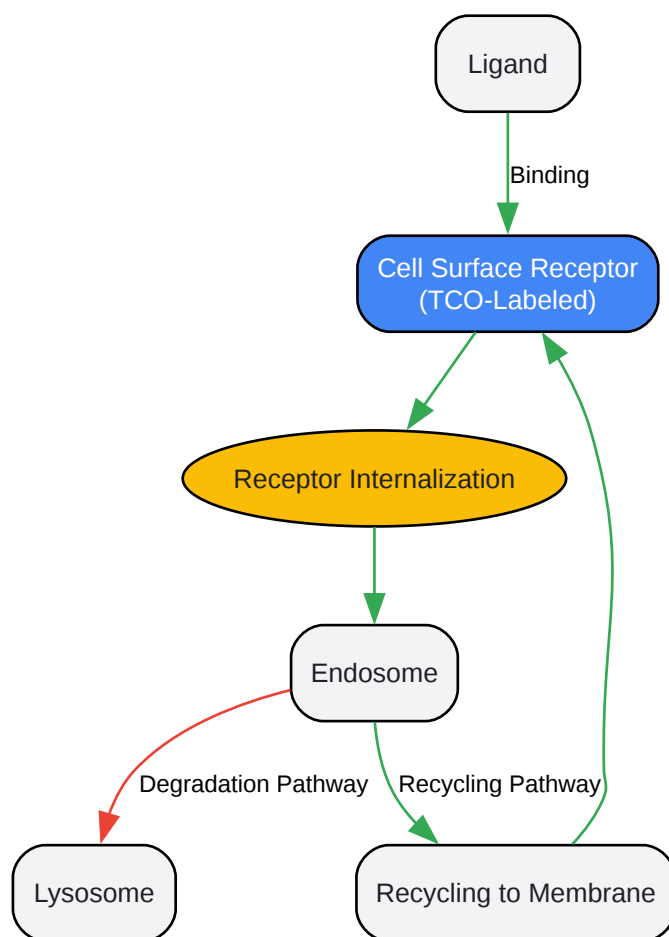 Ligand
Binding
Cell Surface Receptor
(TCO-Labeled)
Receptor Internalization
Endosome
Degradation Pathway
Recycling Pathway
Lysosome
Recycling to Membrane